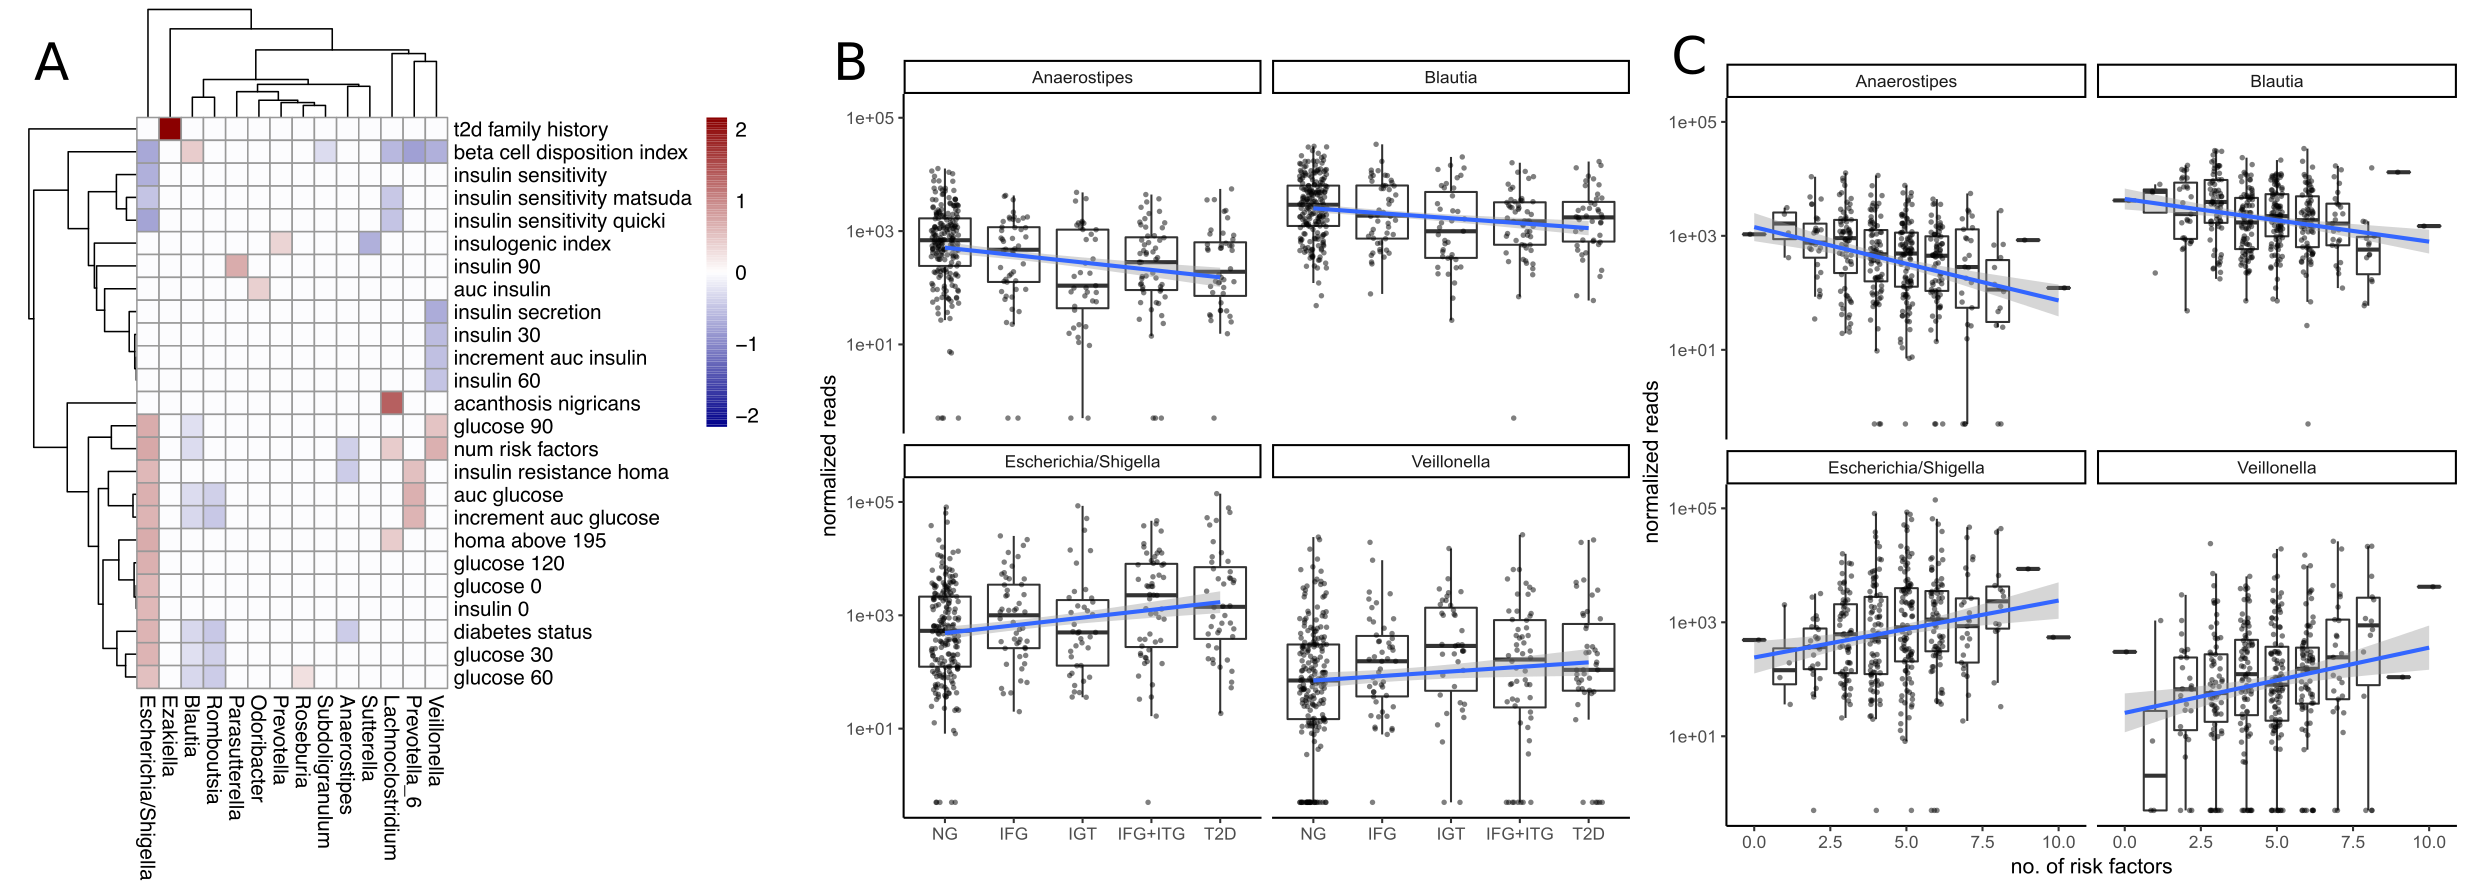 A
t2d family history
beta cell disposition index
insulin sensitivity
insulin sensitivity matsuda
insulin sensitivity quicki
insulogenic index
insulin 90
auc insulin
insulin secretion
insulin 30
increment auc insulin
insulin 60
acanthosis nigricans
glucose 90
num risk factors
insulin resistance homa
auc glucose
increment auc glucose
homa above 195
glucose 120
glucose 0
insulin 0
diabetes status
glucose 30
glucose 60
2
1
0
−1
−2
Escherichia/Shigella
Ezakiella
Blautia
Romboutsia
Parasutterella
Odoribacter
Prevotella
Roseburia
Subdoligranulum
Anaerostipes
Sutterella
Lachnoclostridium
Prevotella_6
Veillonella
B
Anaerostipes
Blautia
1e+05
1e+03
1e+01
Escherichia/Shigella
Veillonella
1e+05
1e+03
1e+01
normalized reads
NG
IFG
IGT
IFG+ITG
T2D
NG
IFG
IGT
IFG+ITG
T2D
C
Anaerostipes
Blautia
1e+05
1e+03
1e+01
Escherichia/Shigella
Veillonella
1e+05
1e+03
1e+01
normalized reads
0.0
2.5
5.0
7.5
10.0
0.0
2.5
5.0
7.5
10.0
no. of risk factors